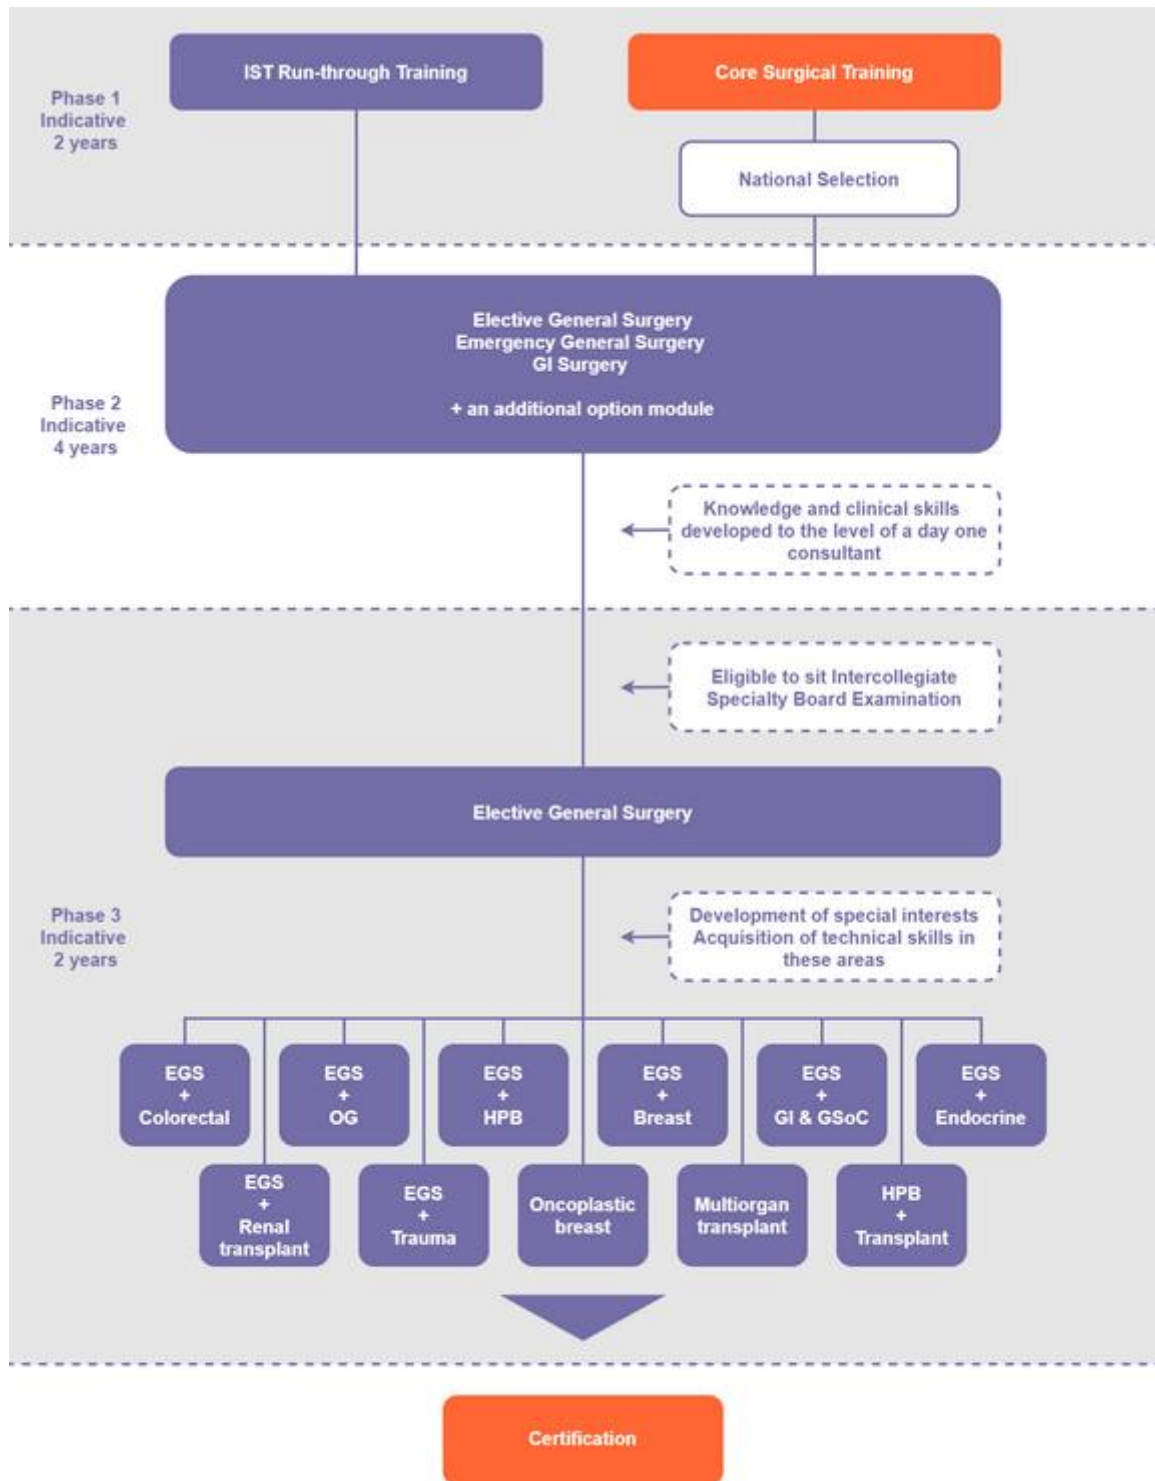 IST Run-through Training
Core Surgical Training
Phase 1
Indicative
2 years
National Selection
Elective General Surgery
Emergency General Surgery
GI Surgery
+ an additional option module
Phase 2
Indicative
4 years
Knowledge and clinical skills
developed to the level of a day one
consultant
Eligible to sit Intercollegiate
Specialty Board Examination
Elective General Surgery
Phase 3
Indicative
2 years
Development of special interests
Acquisition of technical skills in
these areas
EGS
+
Colorectal
EGS
+
OG
EGS
+
HPB
EGS
+
Breast
EGS
+
GI & GSoC
EGS
+
Endocrine
EGS
+
Renal
transplant
EGS
+
Trauma
Oncoplastic
breast
Multiorgan
transplant
HPB
+
Transplant
Certification